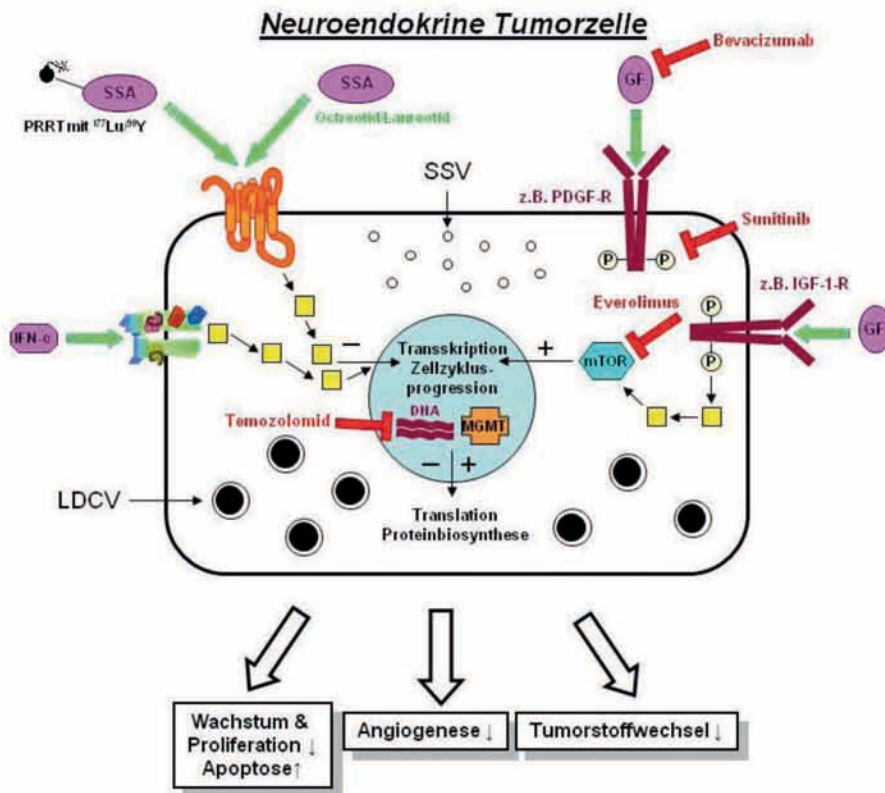 Neuroendokrine Tumorzelle
Bevacizumab
SSA
SSA
GF
PRRT mit ¹⁷⁷Lu/⁹⁰Y
Octreotid/Lanreotid
SSV
z.B. PDGF-R
Sunitinib
P
P
z.B. IGF-1-R
Everolimus
P
IFN-α
GF
–
Transskription
Zellzyklus-
progression
+
mTOR
P
Temozolomid
DNA
MGMT
– +
LDCV
Translation
Proteinbiosynthese
Wachstum &
Proliferation ↓
Apoptose↑
Angiogenese ↓
Tumorstoffwechsel ↓